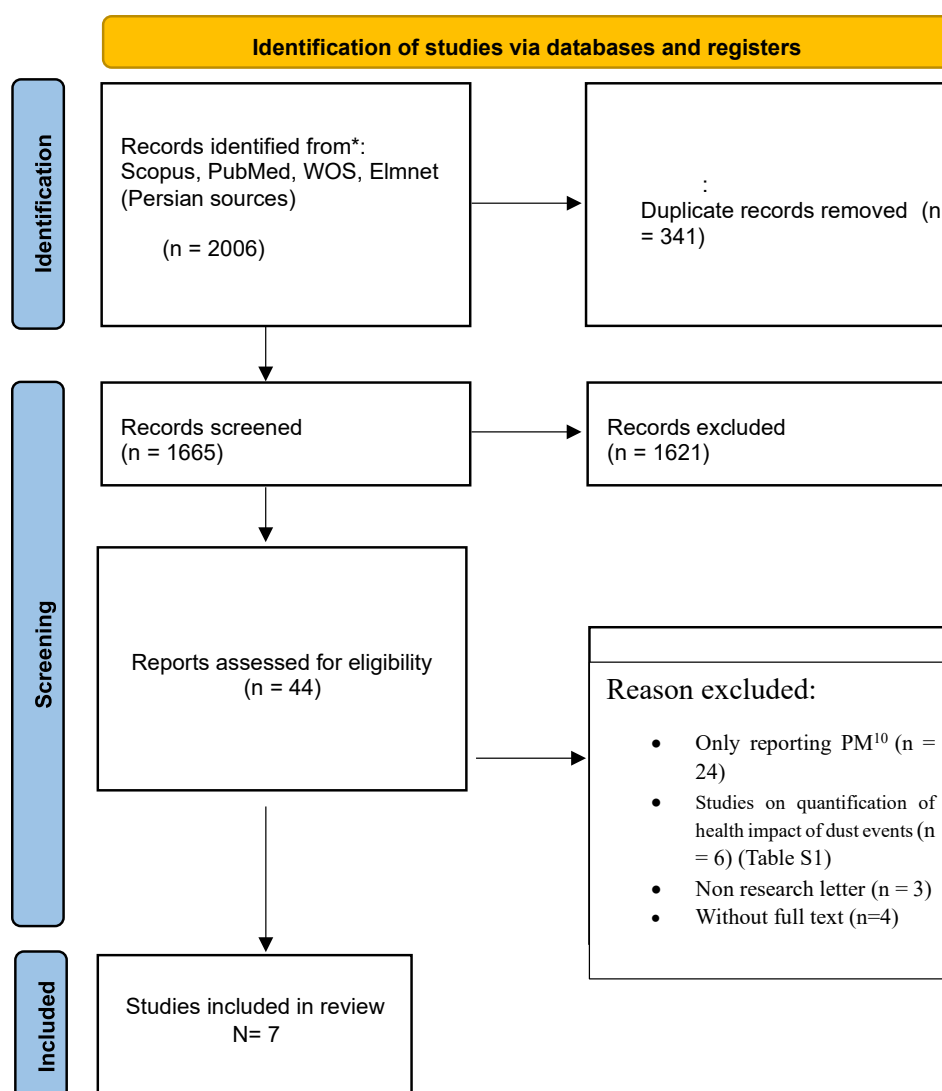 Identification of studies via databases and registers
Identification
Records identified from*:
Scopus, PubMed, WOS, Elmnet
(Persian sources)
(n = 2006)
:
Duplicate records removed (n
= 341)
Screening
Records screened
(n = 1665)
Records excluded
(n = 1621)
Reports assessed for eligibility
(n = 44)
Reason excluded:
• Only reporting PM¹⁰ (n =
24)
• Studies on quantification of
health impact of dust events (n
= 6) (Table S1)
• Non research letter (n = 3)
• Without full text (n=4)
Included
Studies included in review
N= 7